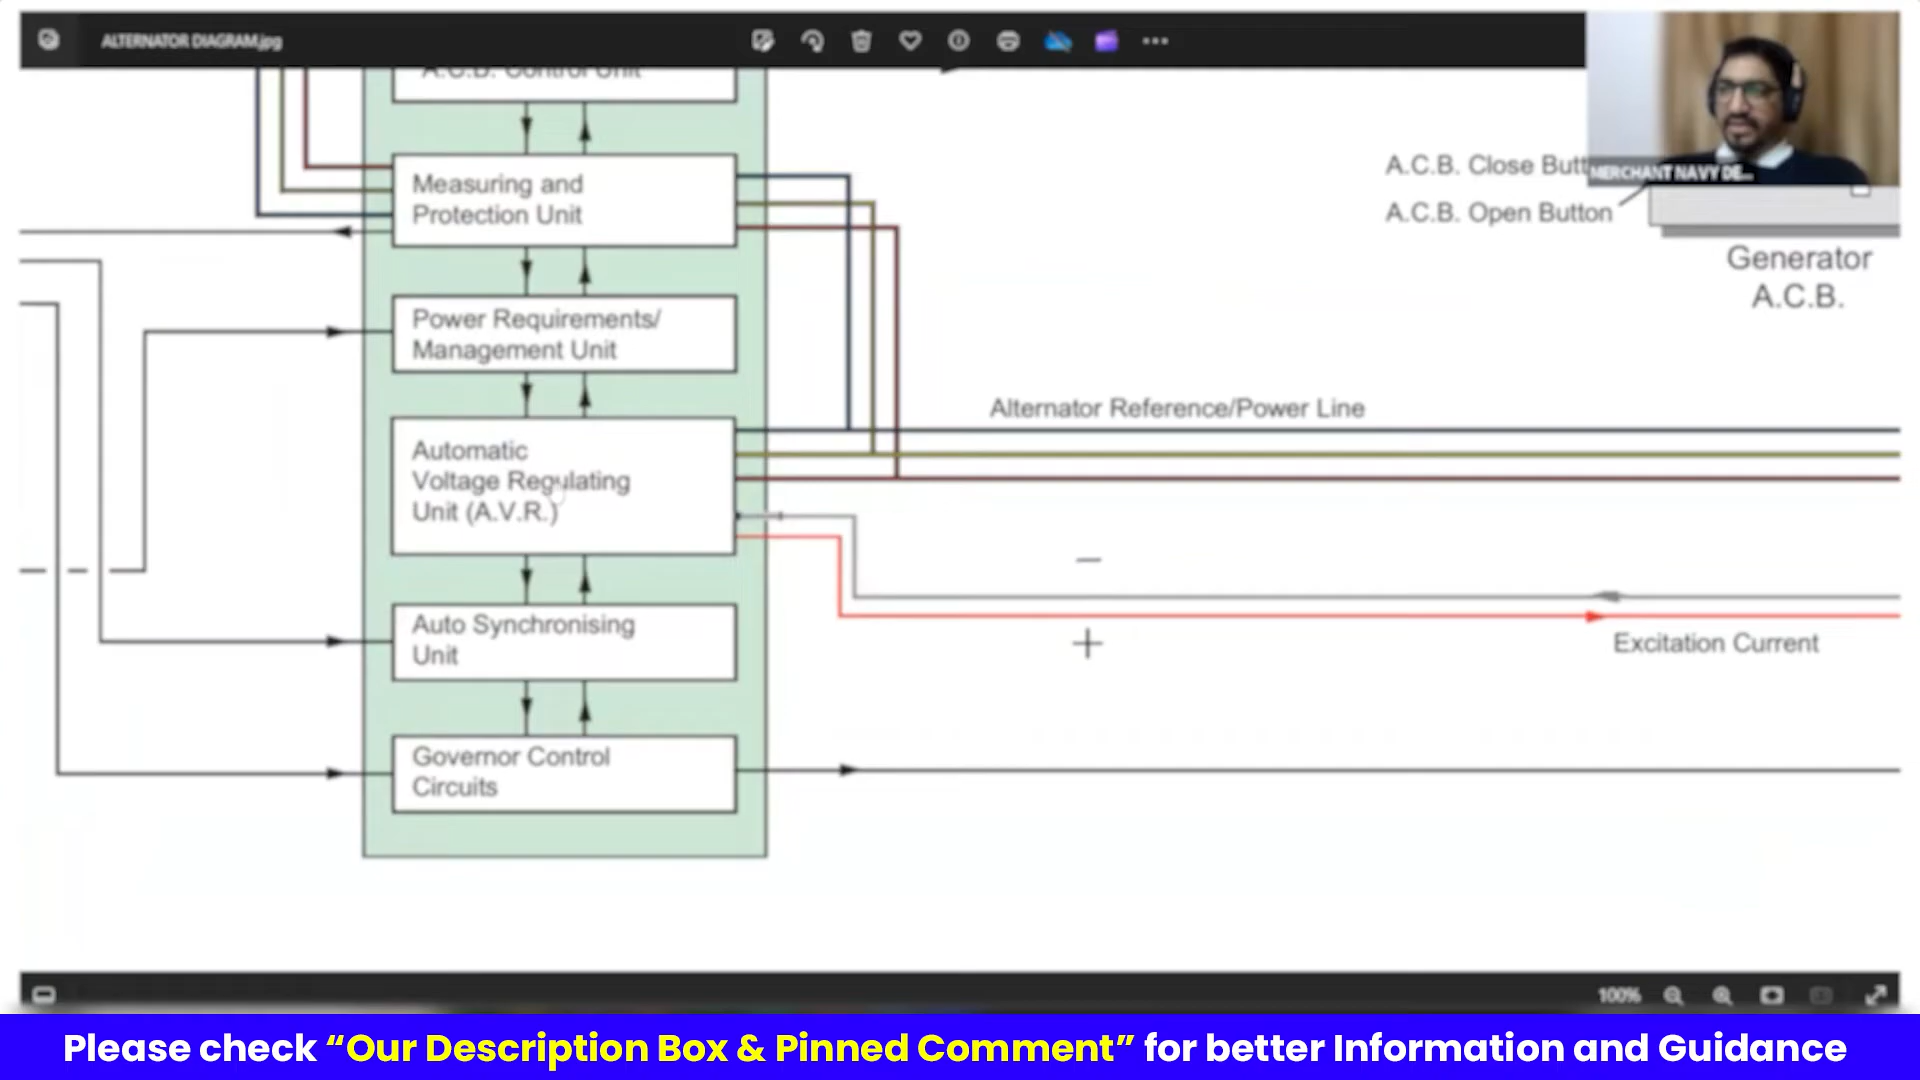 ALTERNATOR DIAGRAM.jpg
Control Unit
MERCHANT NAVY DE...
A.C.B. Close Butt
A.C.B. Open Button
Measuring and
Protection Unit
Generator
A.C.B.
Power Requirements/
Management Unit
Alternator Reference/Power Line
Automatic
Voltage Regulating
Unit (A.V.R.)
−
+
Excitation Current
Auto Synchronising
Unit
Governor Control
Circuits
100%
Please check “Our Description Box & Pinned Comment” for better Information and Guidance